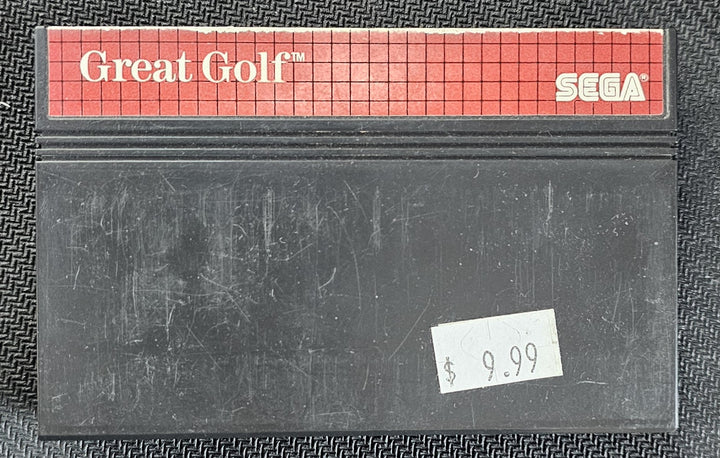 Great Golf™
SEGA®
$ 9.99